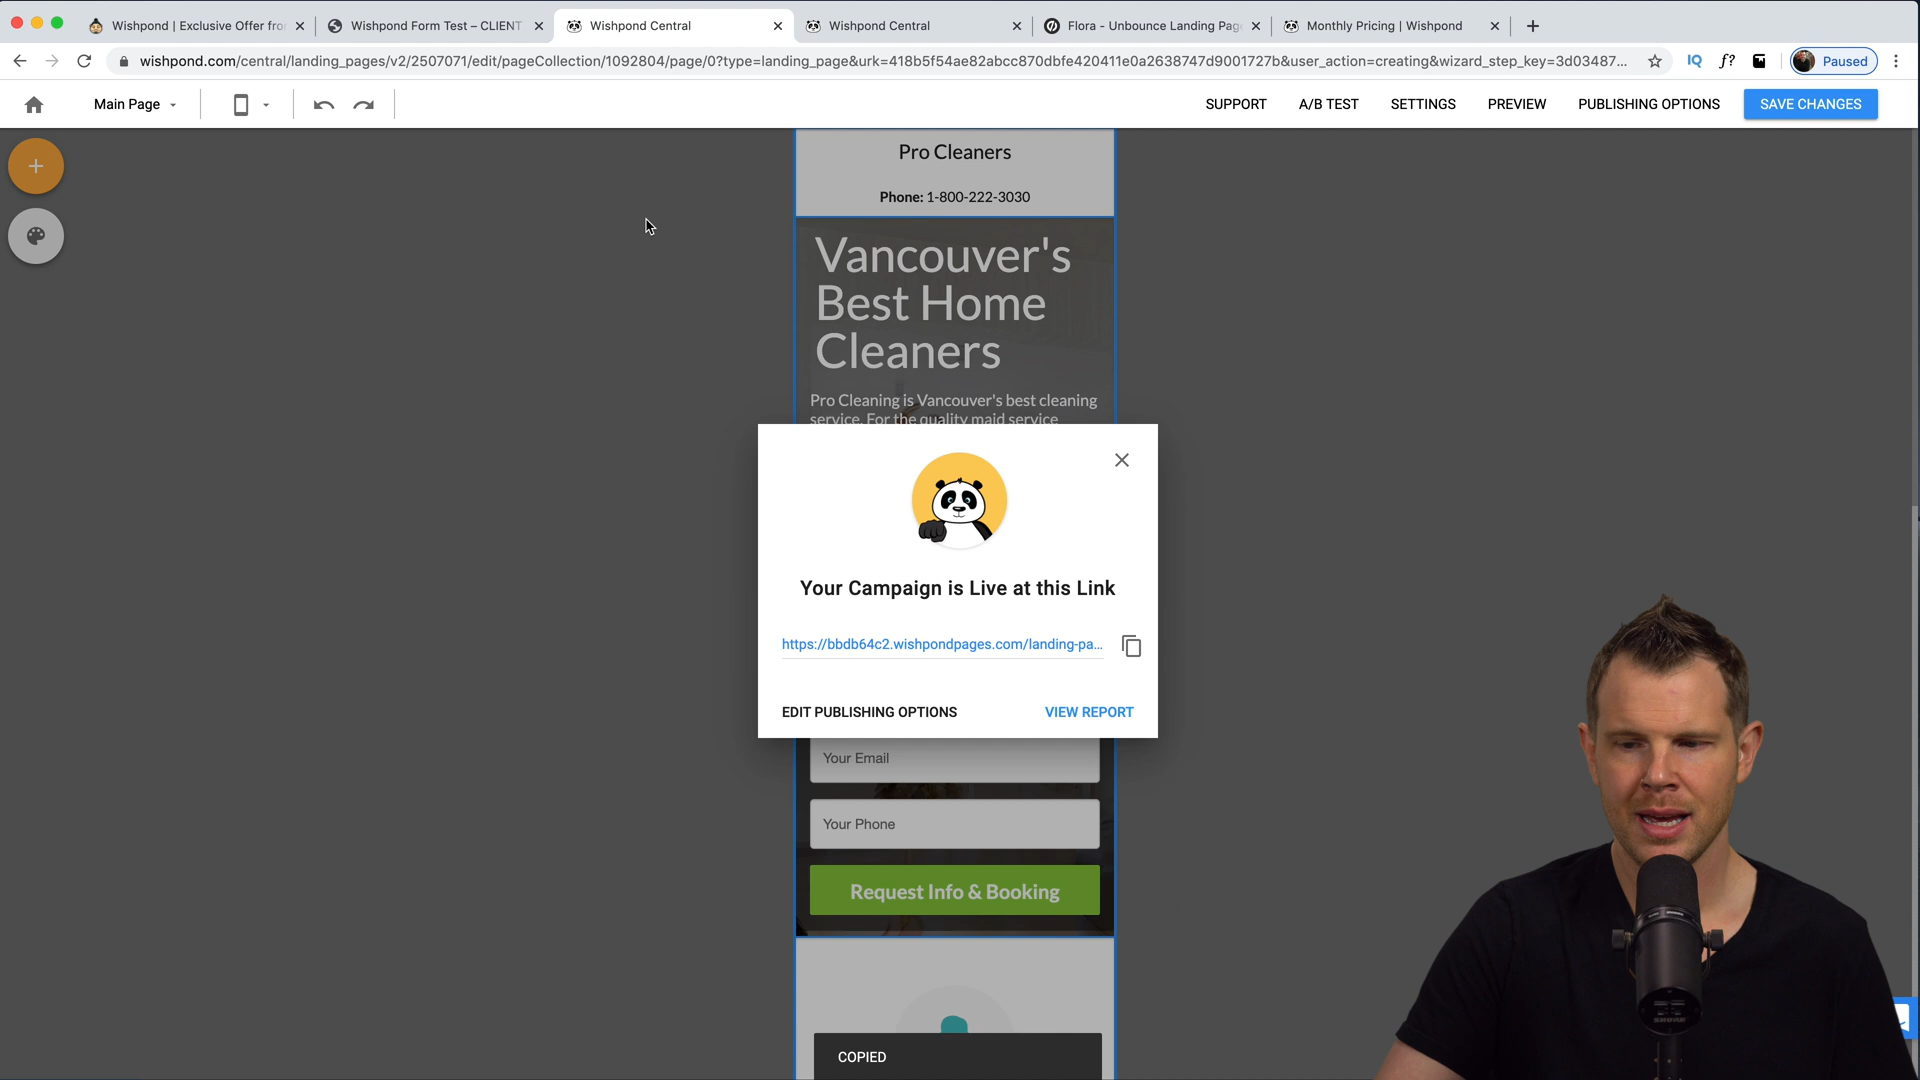 Wishpond | Exclusive Offer fro
Wishpond Form Test – CLIENT
Wishpond Central
Wishpond Central
Flora - Unbounce Landing Page
Monthly Pricing | Wishpond
wishpond.com/central/landing_pages/v2/2507071/edit/pageCollection/1092804/page/0?type=landing_page&urk=418b5f54ae82abcc870dbfe420411e0a2638747d9001727b&user_action=creating&wizard_step_key=3d03487...
IQ
f?
Paused
Main Page
SUPPORT
A/B TEST
SETTINGS
PREVIEW
PUBLISHING OPTIONS
SAVE CHANGES
Pro Cleaners
Phone: 1-800-222-3030
Vancouver's
Best Home
Cleaners
Pro Cleaning is Vancouver's best cleaning
service. For the quality maid service
Your Campaign is Live at this Link
https://bbdb64c2.wishpondpages.com/landing-pa...
EDIT PUBLISHING OPTIONS
VIEW REPORT
Your Email
Your Phone
Request Info & Booking
COPIED
SHURE